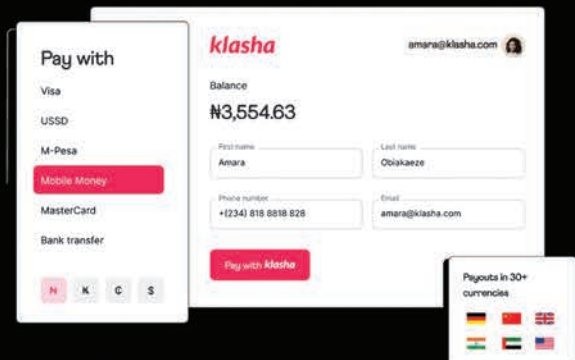 Pay with
Visa
USSD
M-Pesa
Mobile Money
MasterCard
Bank transfer
N K ₵ $
klasha
amara@klasha.com
Balance
₦3,554.63
First name
Amara
Last name
Obiakaeze
Phone number
+(234) 818 8818 828
Email
amara@klasha.com
Pay with klasha
Payouts in 30+
currencies